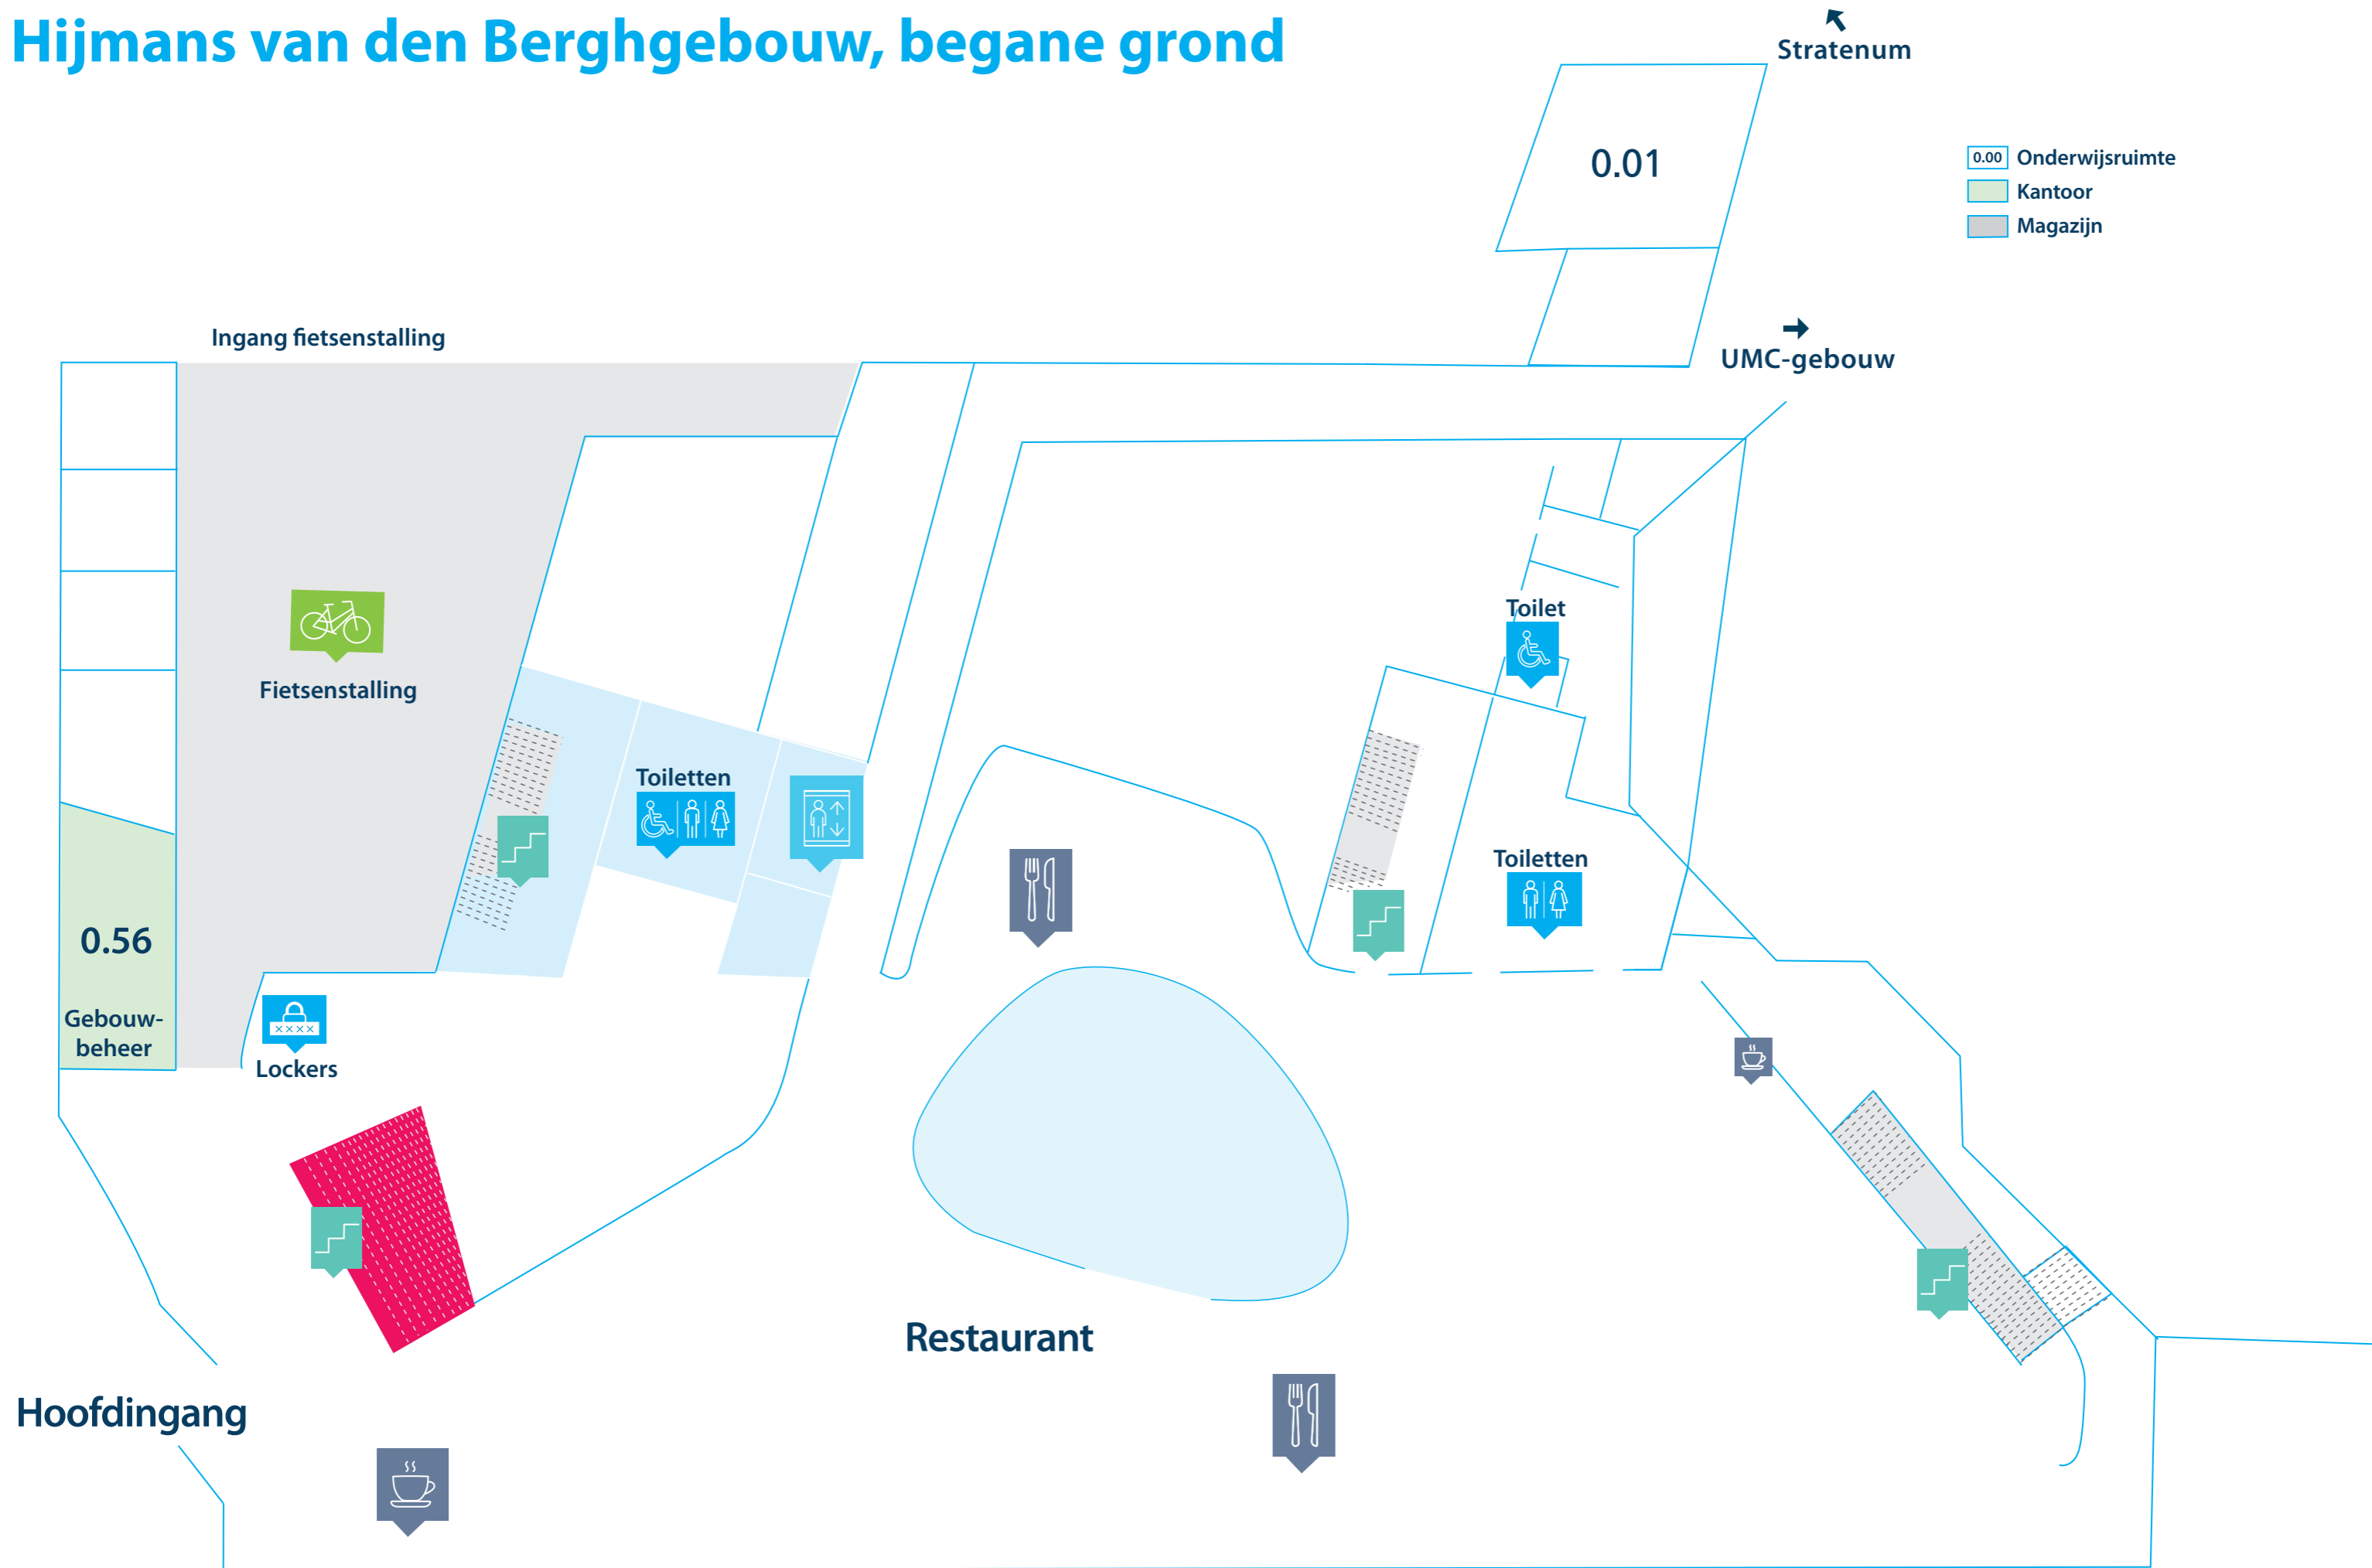 Hijmans van den Berghgebouw, begane grond
Stratenum
0.01
0.00 Onderwijsruimte
Kantoor
Magazijn
UMC-gebouw
Ingang fietsenstalling
Fietsenstalling
Toilet
Toiletten
Toiletten
0.56
Gebouw-
beheer
××××
Lockers
Restaurant
Hoofdingang